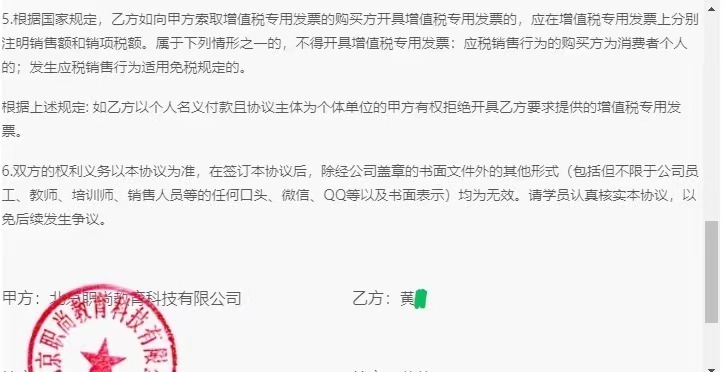 5.根据国家规定，乙方如向甲方索取增值税专用发票的购买方开具增值税专用发票的，应在增值税专用发票上分别
注明销售额和销项税额。属于下列情形之一的，不得开具增值税专用发票：应税销售行为的购买方为消费者个人
的；发生应税销售行为适用免税规定的。
根据上述规定: 如乙方以个人名义付款且协议主体为个体单位的甲方有权拒绝开具乙方要求提供的增值税专用发
票。
6.双方的权利义务以本协议为准，在签订本协议后，除经公司盖章的书面文件外的其他形式（包括但不限于公司员
工、教师、培训师、销售人员等的任何口头、微信、QQ等以及书面表示）均为无效。请学员认真核实本协议，以
免后续发生争议。
甲方：北京职尚教育科技有限公司
乙方：黄
京职尚教育科技有限公